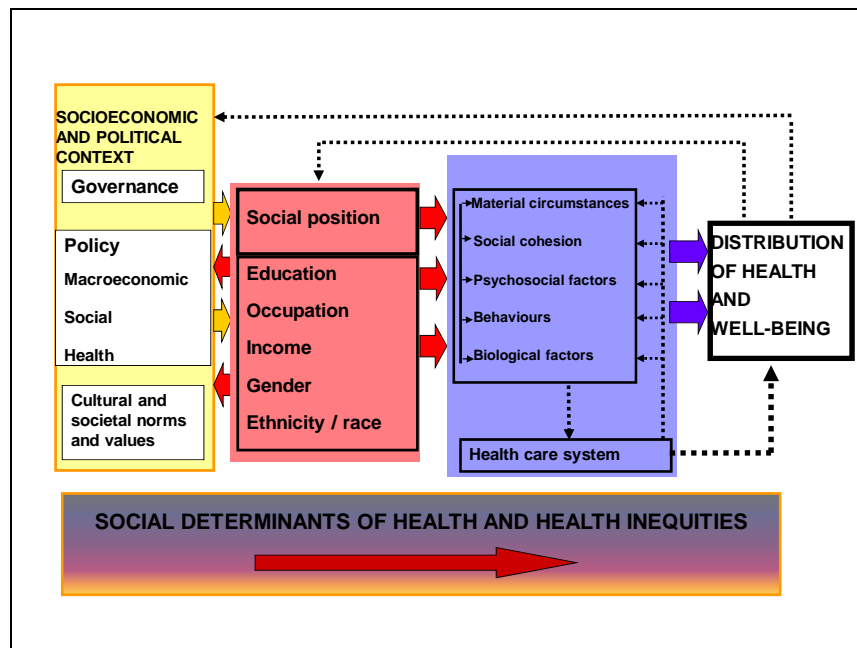 SOCIOECONOMIC
AND POLITICAL
CONTEXT
Governance
Policy
Macroeconomic
Social
Health
Cultural and
societal norms
and values
Social position
Education
Occupation
Income
Gender
Ethnicity / race
Material circumstances
Social cohesion
Psychosocial factors
Behaviours
Biological factors
Health care system
DISTRIBUTION
OF HEALTH
AND
WELL-BEING
SOCIAL DETERMINANTS OF HEALTH AND HEALTH INEQUITIES